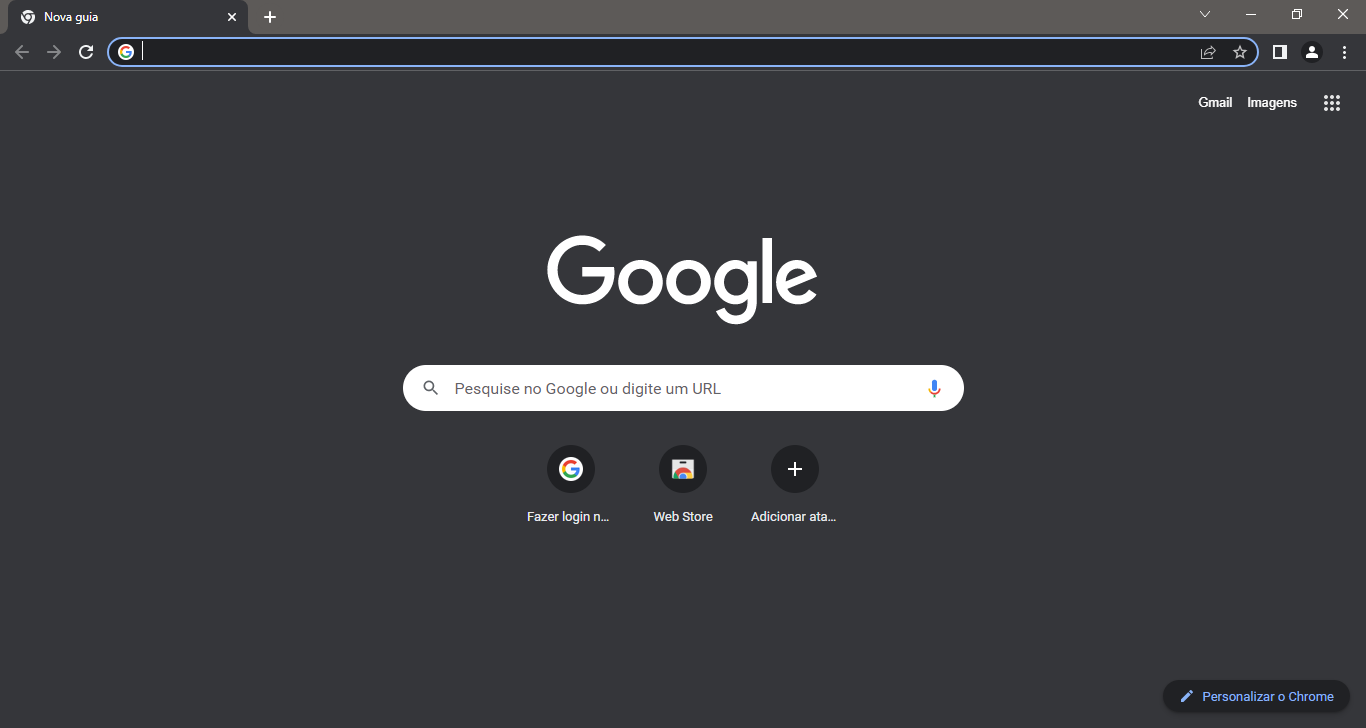 Nova guia
Gmail Imagens
Google
Pesquise no Google ou digite um URL
Fazer login n...
Web Store
Adicionar ata...
Personalizar o Chrome